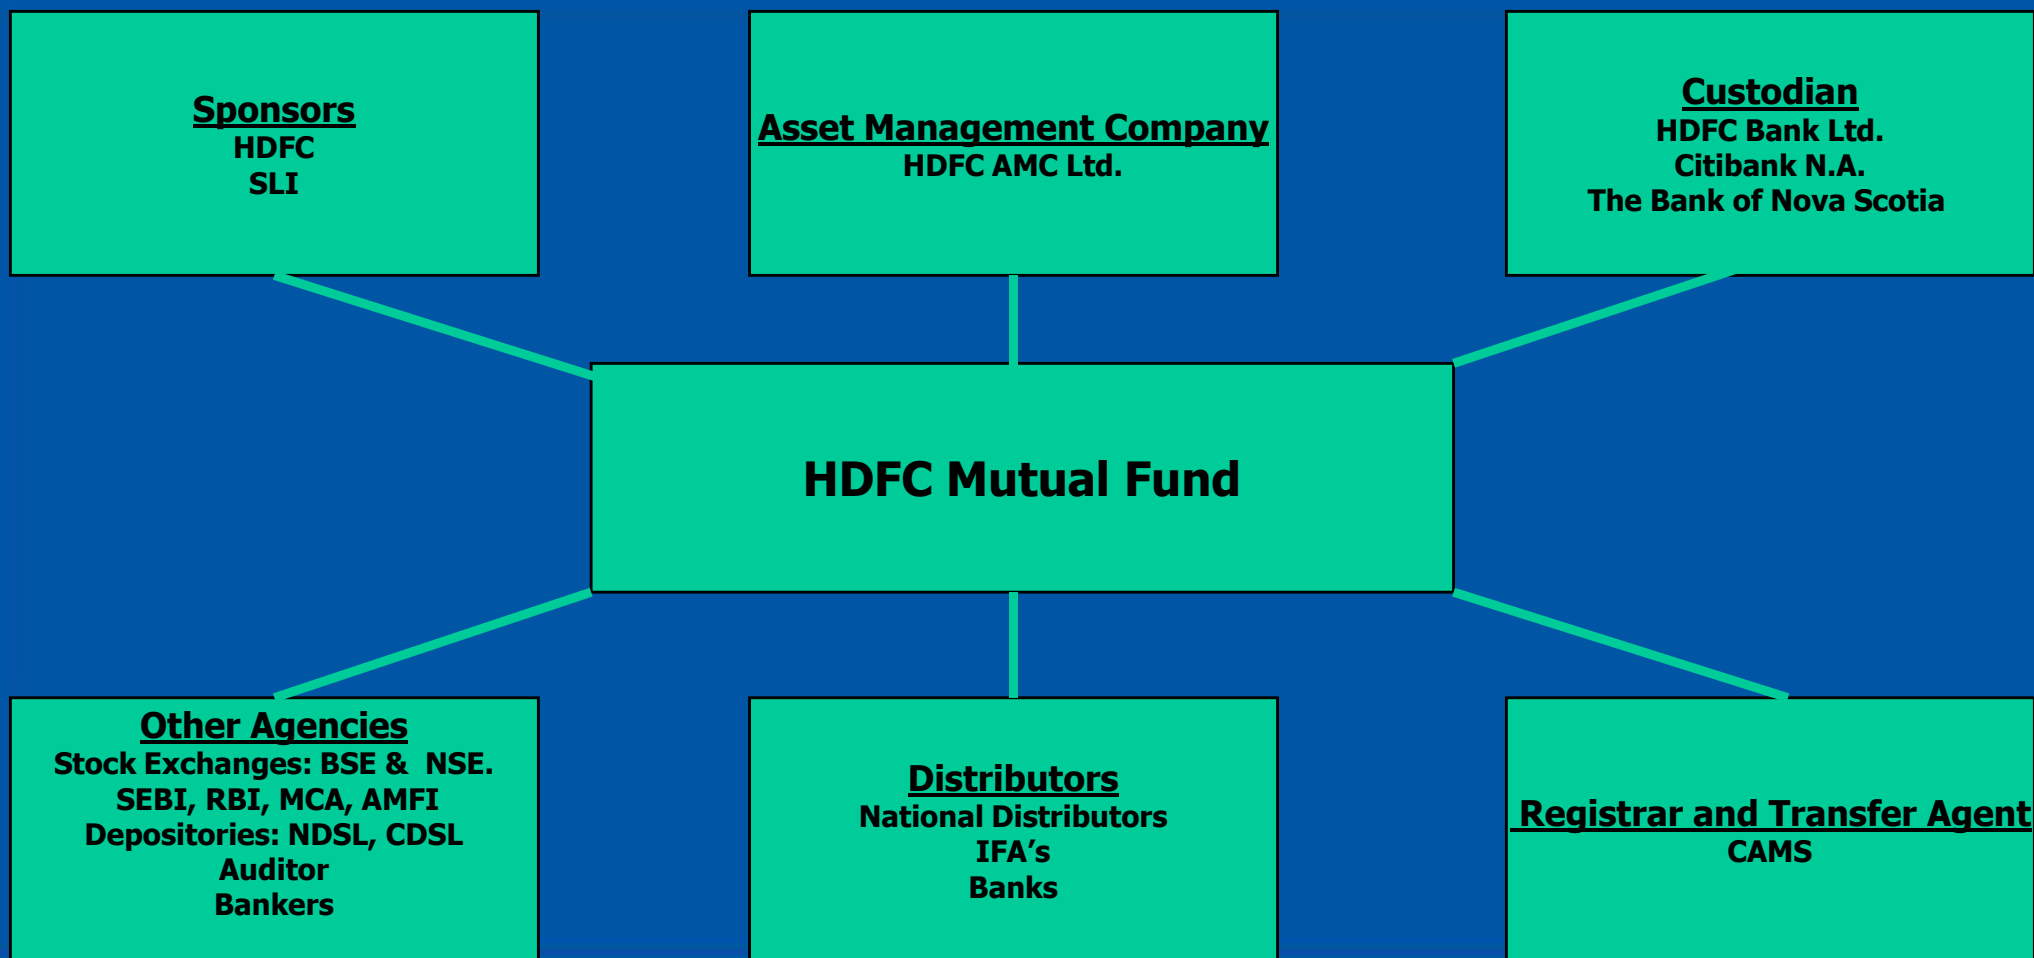 Sponsors
HDFC
SLI
Asset Management Company
HDFC AMC Ltd.
Custodian
HDFC Bank Ltd.
Citibank N.A.
The Bank of Nova Scotia
HDFC Mutual Fund
Other Agencies
Stock Exchanges: BSE &  NSE.
SEBI, RBI, MCA, AMFI
Depositories: NDSL, CDSL
Auditor
Bankers
Distributors
National Distributors
IFA’s
Banks
Registrar and Transfer Agent
CAMS